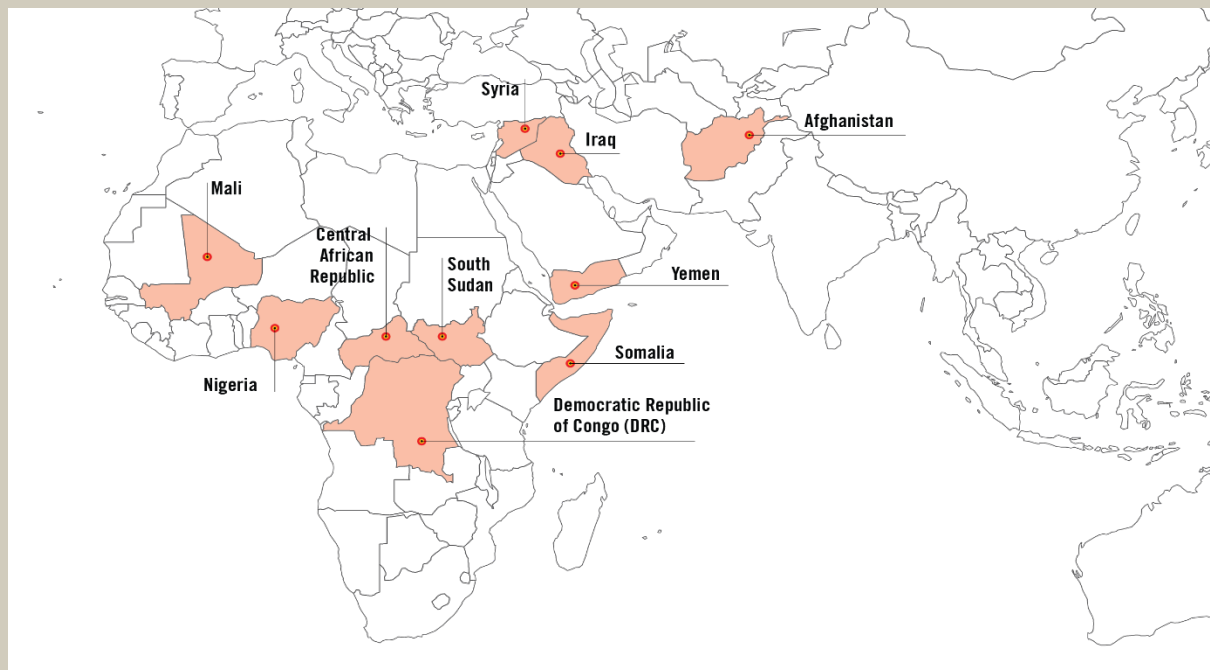 Syria
Afghanistan
Iraq
Mali
Central
African
Republic
South
Sudan
Yemen
Somalia
Nigeria
Democratic Republic
of Congo (DRC)